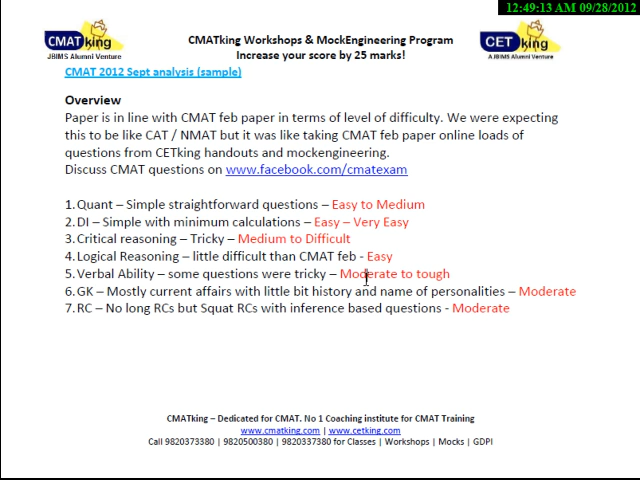 12:49:13 AM 09/28/2012
CMAT king
JBIMS Alumni Venture
CMATking Workshops & MockEngineering Program
Increase your score by 25 marks!
CET king
A JBIMS Alumni Venture
CMAT 2012 Sept analysis (sample)
Overview
Paper is in line with CMAT feb paper in terms of level of difficulty. We were expecting
this to be like CAT / NMAT but it was like taking CMAT feb paper online loads of
questions from CETking handouts and mockengineering.
Discuss CMAT questions on www.facebook.com/cmatexam
1. Quant – Simple straightforward questions – Easy to Medium
2. DI – Simple with minimum calculations – Easy – Very Easy
3. Critical reasoning – Tricky – Medium to Difficult
4. Logical Reasoning – little difficult than CMAT feb - Easy
5. Verbal Ability – some questions were tricky – Moderate to tough
6. GK – Mostly current affairs with little bit history and name of personalities – Moderate
7. RC – No long RCs but Squat RCs with inference based questions - Moderate
CMATking – Dedicated for CMAT. No 1 Coaching institute for CMAT Training
www.cmatking.com | www.cetking.com
Call 9820373380 | 9820500380 | 9820337380 for Classes | Workshops | Mocks | GDPI